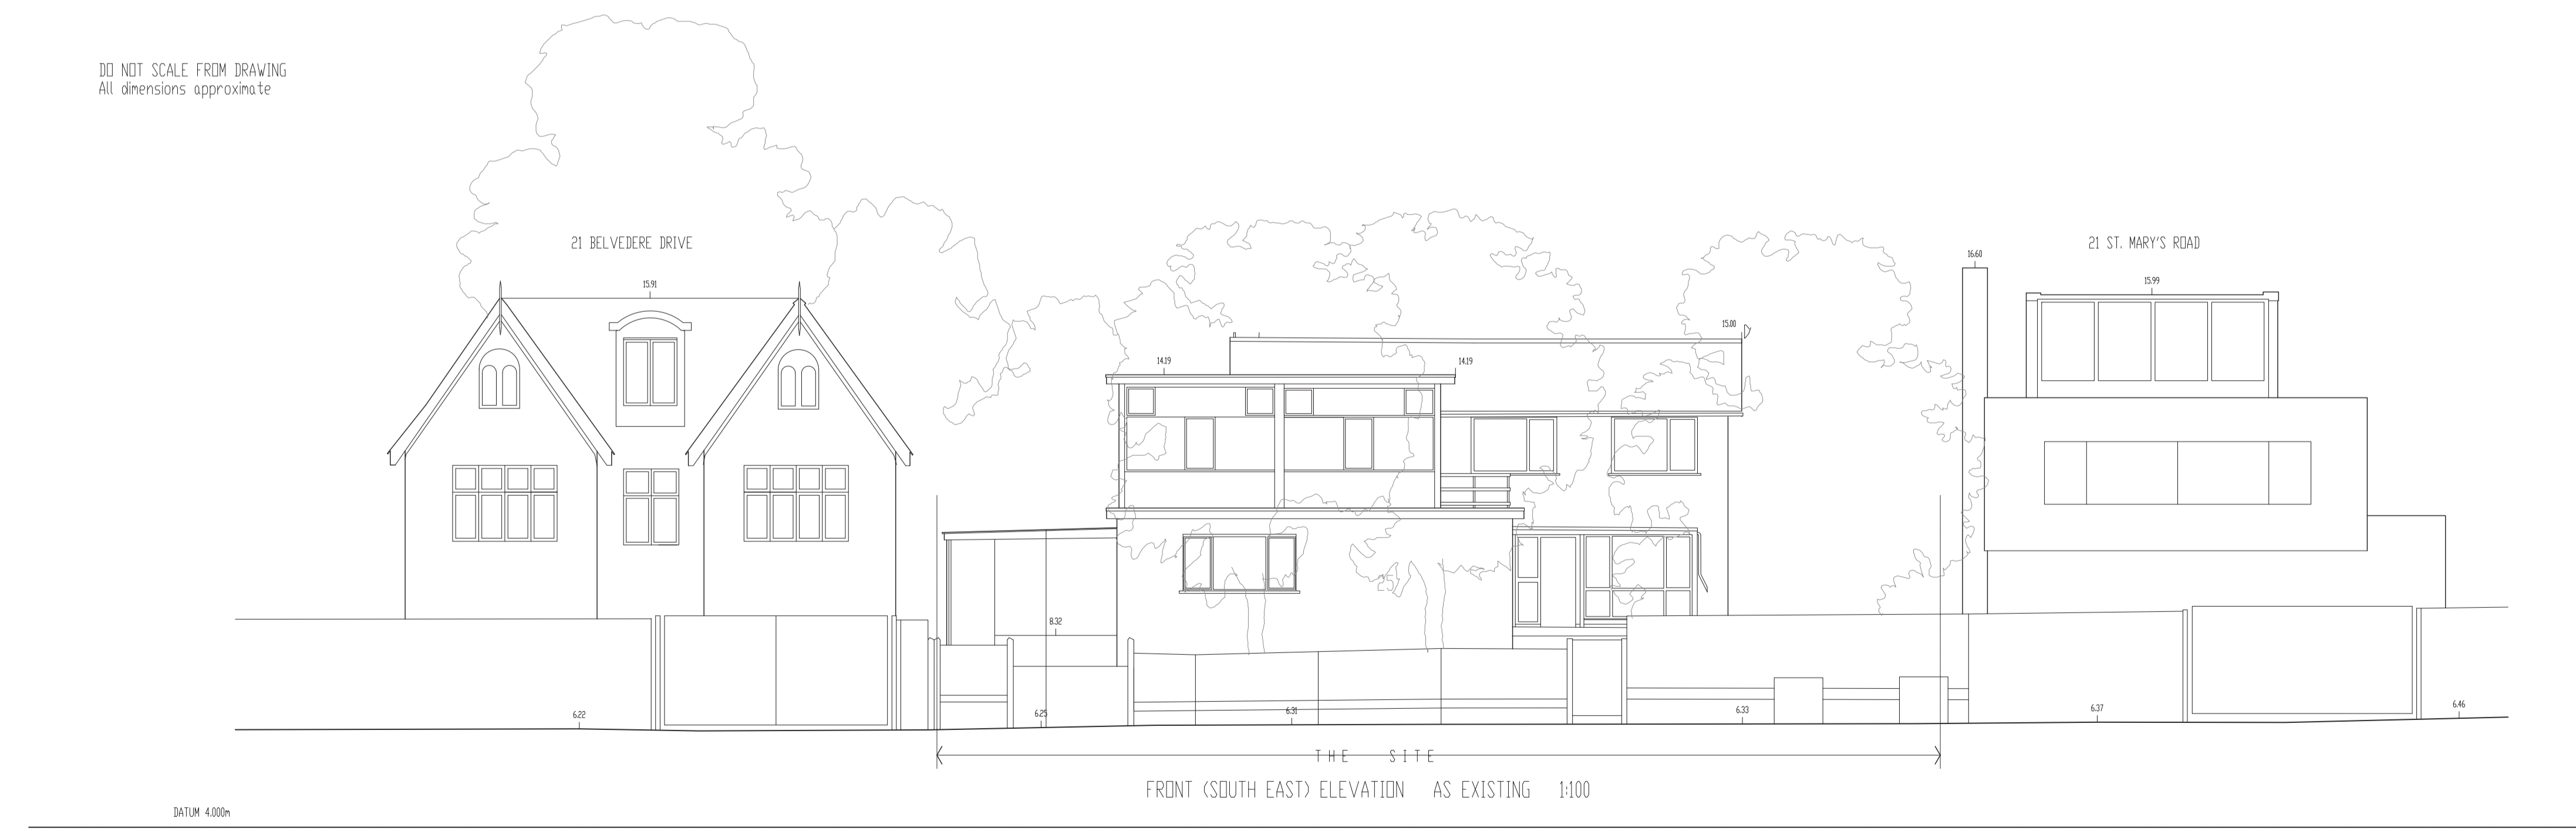 DO NOT SCALE FROM DRAWING
All dimensions approximate
21 BELVEDERE DRIVE
21 ST. MARY'S ROAD
16.60
15.91
15.99
15.00
14.19
14.19
8.32
6.22
6.25
6.31
6.33
6.37
6.46
THE SITE
FRONT (SOUTH EAST) ELEVATION AS EXISTING 1:100
DATUM 4.000m